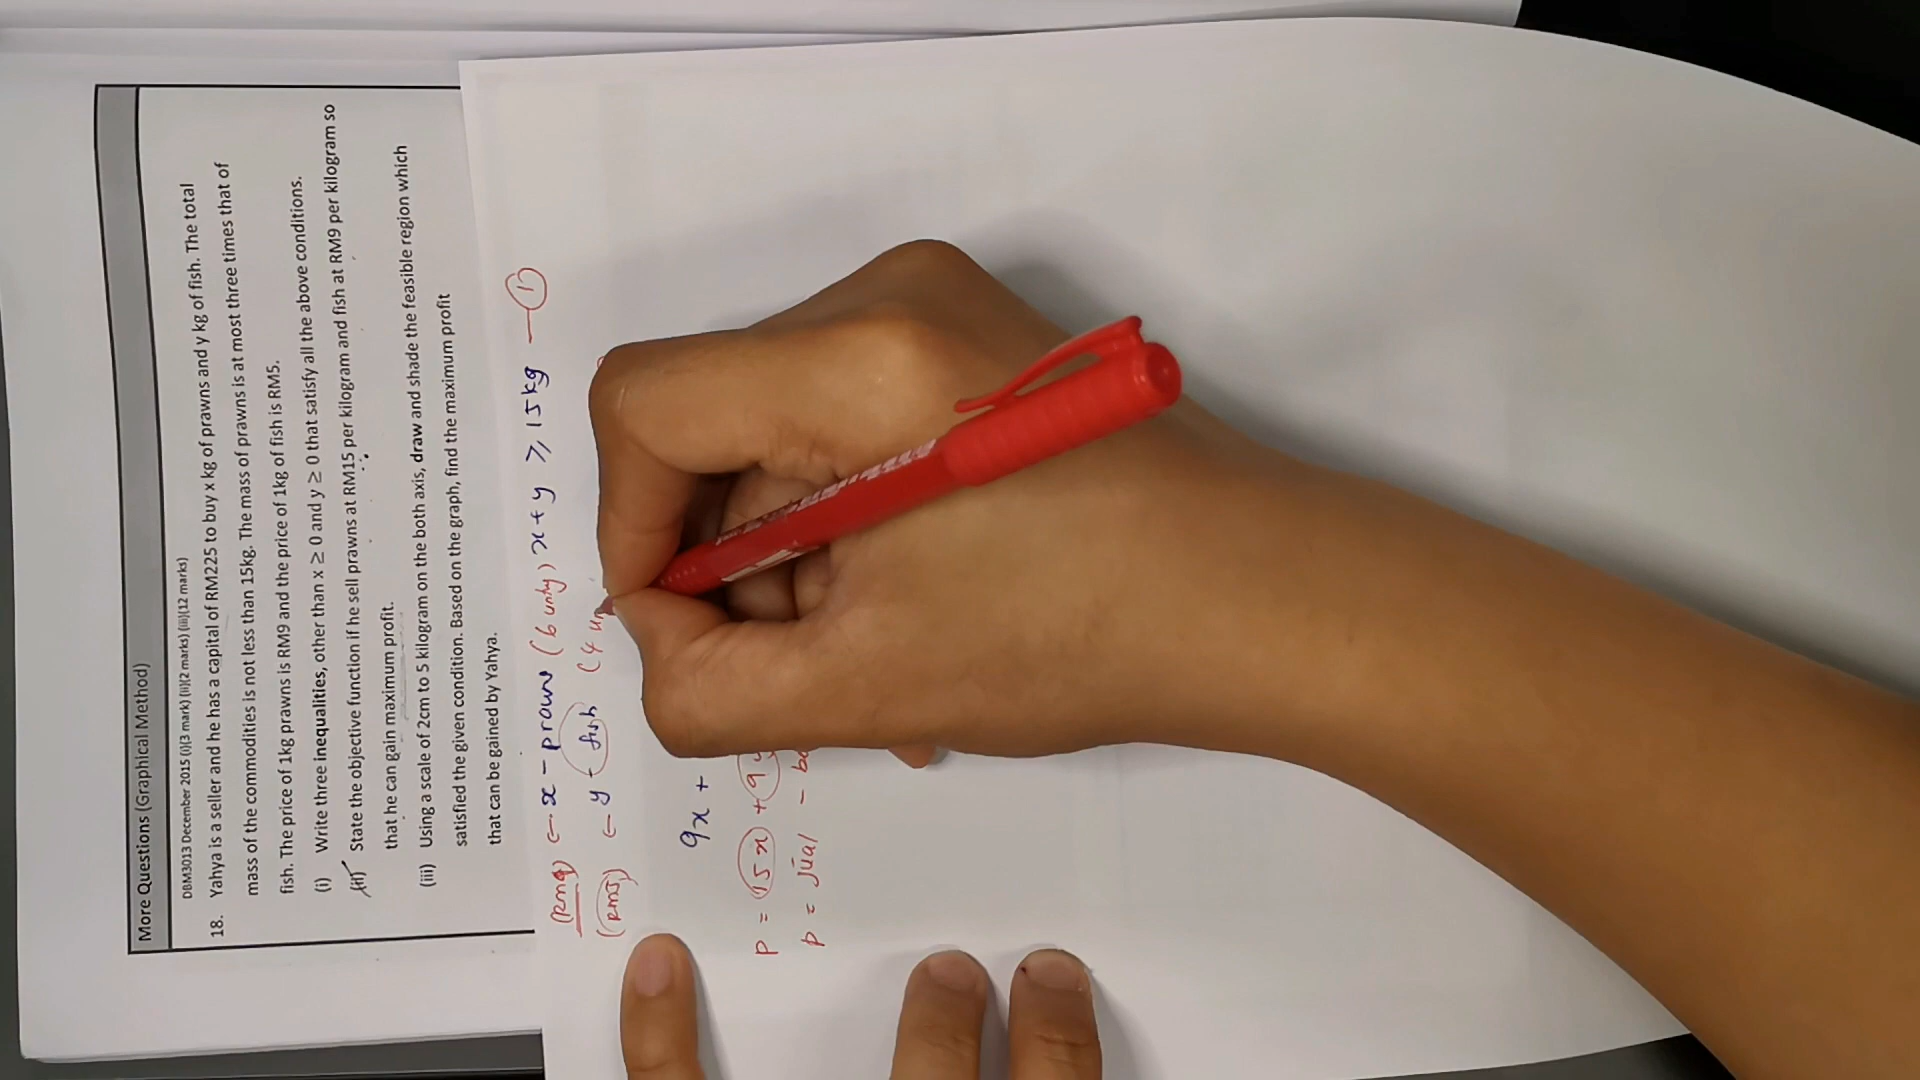 More Questions (Graphical Method)
DBM3013 December 2015 (i)(3 mark) (ii)(2 marks) (iii)(12 marks)
18. Yahya is a seller and he has a capital of RM225 to buy x kg of prawns and y kg of fish. The total
mass of the commodities is not less than 15kg. The mass of prawns is at most three times that of
fish. The price of 1kg prawns is RM9 and the price of 1kg of fish is RM5.
(i) Write three inequalities, other than x ≥ 0 and y ≥ 0 that satisfy all the above conditions.
(ii) State the objective function if he sell prawns at RM15 per kilogram and fish at RM9 per kilogram so
that he can gain maximum profit.
(iii) Using a scale of 2cm to 5 kilogram on the both axis, draw and shade the feasible region which
satisfied the given condition. Based on the graph, find the maximum profit
that can be gained by Yahya.
(RM9) ← x - prawn (6 untg) x + y ≥ 15kg — ①
(RM5) ← y - fish (4
9x +
P = 15x + 9y
P = jual -